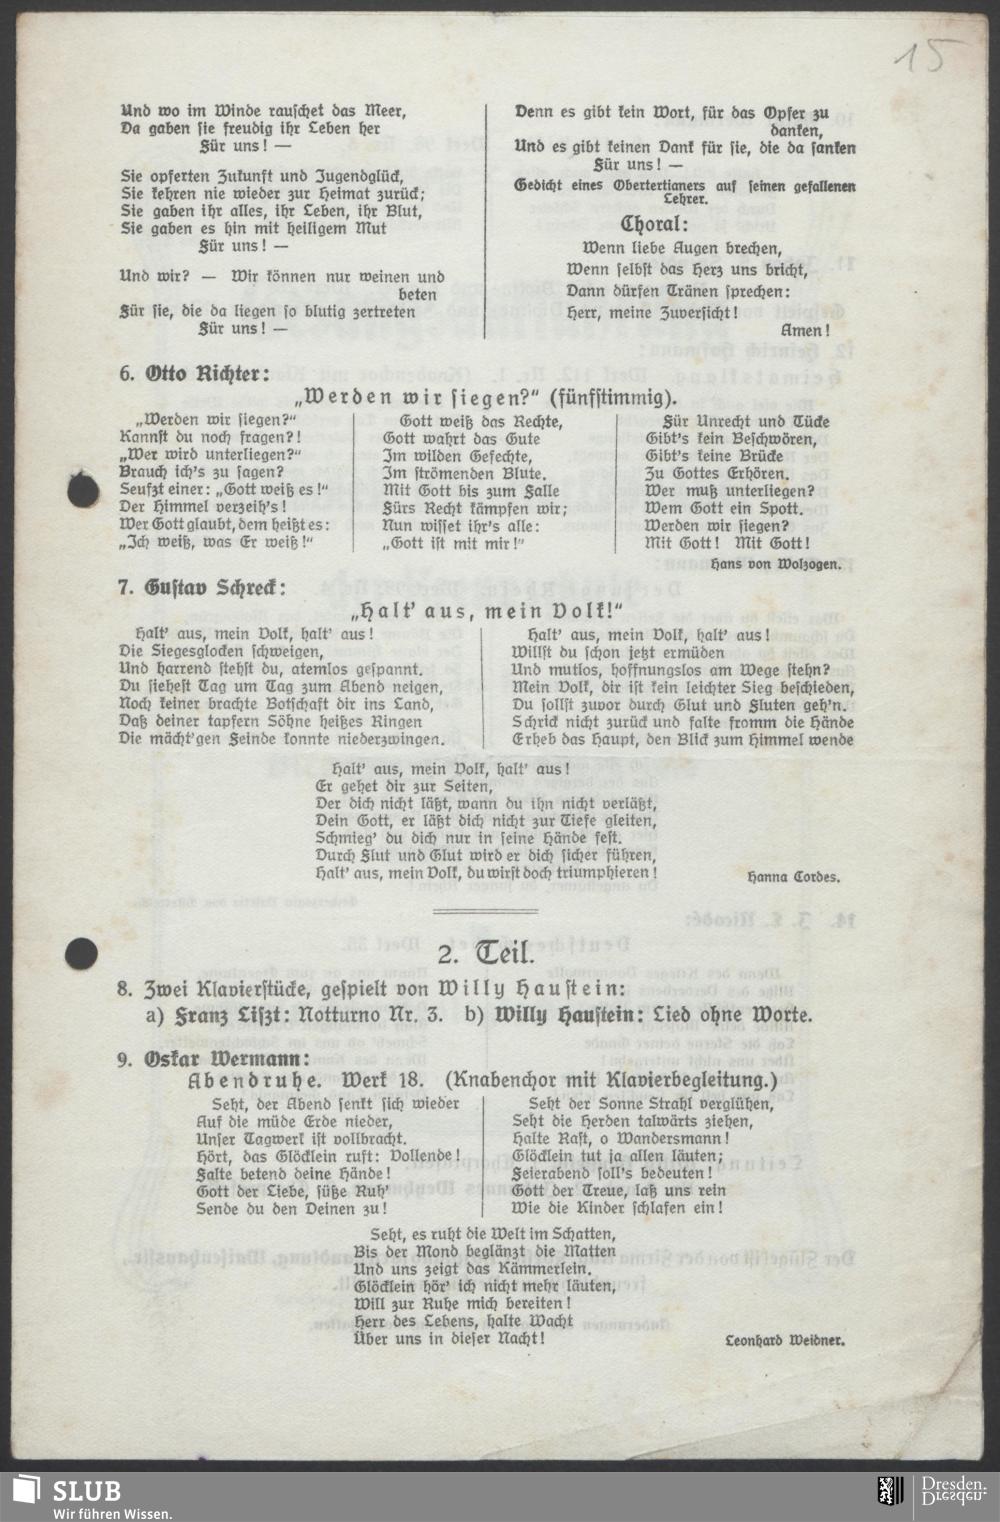 15
Und wo im Winde rauschet das Meer,
Da gaben sie freudig ihr Leben her
Für uns! —
Sie opferten Zukunft und Jugendglück,
Sie kehren nie wieder zur Heimat zurück;
Sie gaben ihr alles, ihr Leben, ihr Blut,
Sie gaben es hin mit heiligem Mut
Für uns! —
Und wir? — Wir können nur weinen und
beten
Für sie, die da liegen so blutig zertreten
Für uns! —
Denn es gibt kein Wort, für das Opfer zu
danken,
Und es gibt keinen Dank für sie, die da sanken
Für uns! —
Gedicht eines Obertertianers auf seinen gefallenen
Lehrer.
Choral:
Wenn liebe Augen brechen,
Wenn selbst das Herz uns bricht,
Dann dürfen Tränen sprechen:
Herr, meine Zuversicht!
Amen!
6. Otto Richter:
„Werden wir siegen?“ (fünfstimmig).
„Werden wir siegen?“
Kannst du noch fragen?!
„Wer wird unterliegen?“
Brauch ich's zu sagen?
Seufzt einer: „Gott weiß es!“
Der Himmel verzeih's!
Wer Gott glaubt, dem heißt es:
„Ich weiß, was Er weiß!“
Gott weiß das Rechte,
Gott wahrt das Gute
Im wilden Gefechte,
Im strömenden Blute.
Mit Gott bis zum Falle
Fürs Recht kämpfen wir;
Nun wisset ihr's alle:
„Gott ist mit mir!“
Für Unrecht und Tücke
Gibt's kein Beschwören,
Gibt's keine Brücke
Zu Gottes Erhören.
Wer muß unterliegen?
Wem Gott ein Spott.
Werden wir siegen?
Mit Gott! Mit Gott!
Hans von Wolzogen.
7. Gustav Schreck:
„Halt' aus, mein Volk!“
Halt' aus, mein Volk, halt' aus!
Die Siegesglocken schweigen,
Und harrend stehst du, atemlos gespannt.
Du siehest Tag um Tag zum Abend neigen,
Noch keiner brachte Botschaft dir ins Land,
Daß deiner tapfern Söhne heißes Ringen
Die mächt'gen Feinde konnte niederzwingen.
Halt' aus, mein Volk, halt' aus!
Willst du schon jetzt ermüden
Und mutlos, hoffnungslos am Wege stehn?
Mein Volk, dir ist kein leichter Sieg beschieden,
Du sollst zuvor durch Glut und Fluten geh'n.
Schrick nicht zurück und falte fromm die Hände
Erheb das Haupt, den Blick zum Himmel wende
Halt' aus, mein Volk, halt' aus!
Er gehet dir zur Seiten,
Der dich nicht läßt, wann du ihn nicht verläßt,
Dein Gott, er läßt dich nicht zur Tiefe gleiten,
Schmieg' du dich nur in seine Hände fest.
Durch Flut und Glut wird er dich sicher führen,
Halt' aus, mein Volk, du wirst doch triumphieren!
Hanna Cordes.
2. Teil.
8. Zwei Klavierstücke, gespielt von Willy Haustein:
a) Franz Liszt: Notturno Nr. 3. b) Willy Haustein: Lied ohne Worte.
9. Oskar Wermann:
Abendruhe. Werk 18. (Knabenchor mit Klavierbegleitung.)
Seht, der Abend senkt sich wieder
Auf die müde Erde nieder,
Unser Tagwerk ist vollbracht.
Hört, das Glöcklein ruft: Vollende!
Falte betend deine Hände!
Gott der Liebe, süße Ruh'
Sende du den Deinen zu!
Seht der Sonne Strahl verglühen,
Seht die Herden talwärts ziehen,
Halte Rast, o Wandersmann!
Glöcklein tut ja allen läuten;
Feierabend soll's bedeuten!
Gott der Treue, laß uns rein
Wie die Kinder schlafen ein!
Seht, es ruht die Welt im Schatten,
Bis der Mond beglänzt die Matten
Und uns zeigt das Kämmerlein.
Glöcklein hör' ich nicht mehr läuten,
Will zur Ruhe mich bereiten!
Herr des Lebens, halte Wacht
Über uns in dieser Nacht!
Leonhard Weidner.
SLUB
Wir führen Wissen.
Dresden.
Dresden.